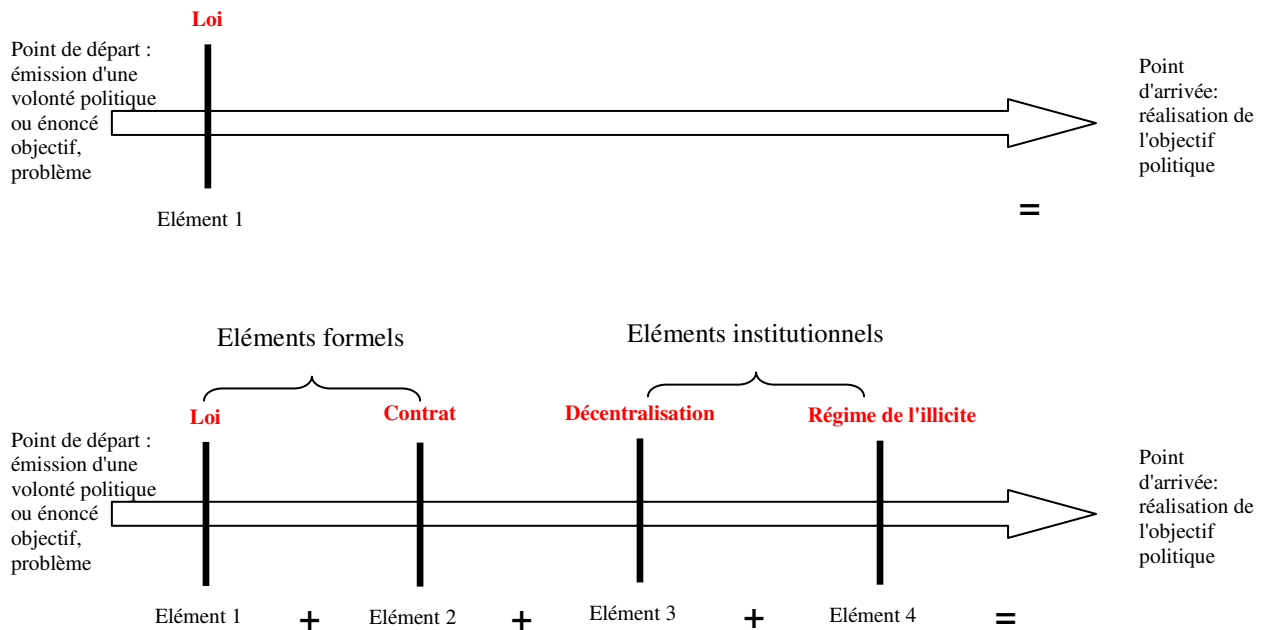 Loi
Point de départ :
émission d'une
volonté politique
ou énoncé
objectif,
problème
Point
d'arrivée:
réalisation de
l'objectif
politique
Elément 1
=
Eléments formels
Eléments institutionnels
Loi
Contrat
Décentralisation
Régime de l'illicite
Point de départ :
émission d'une
volonté politique
ou énoncé
objectif,
problème
Point
d'arrivée:
réalisation de
l'objectif
politique
Elément 1 + Elément 2 + Elément 3 + Elément 4 =